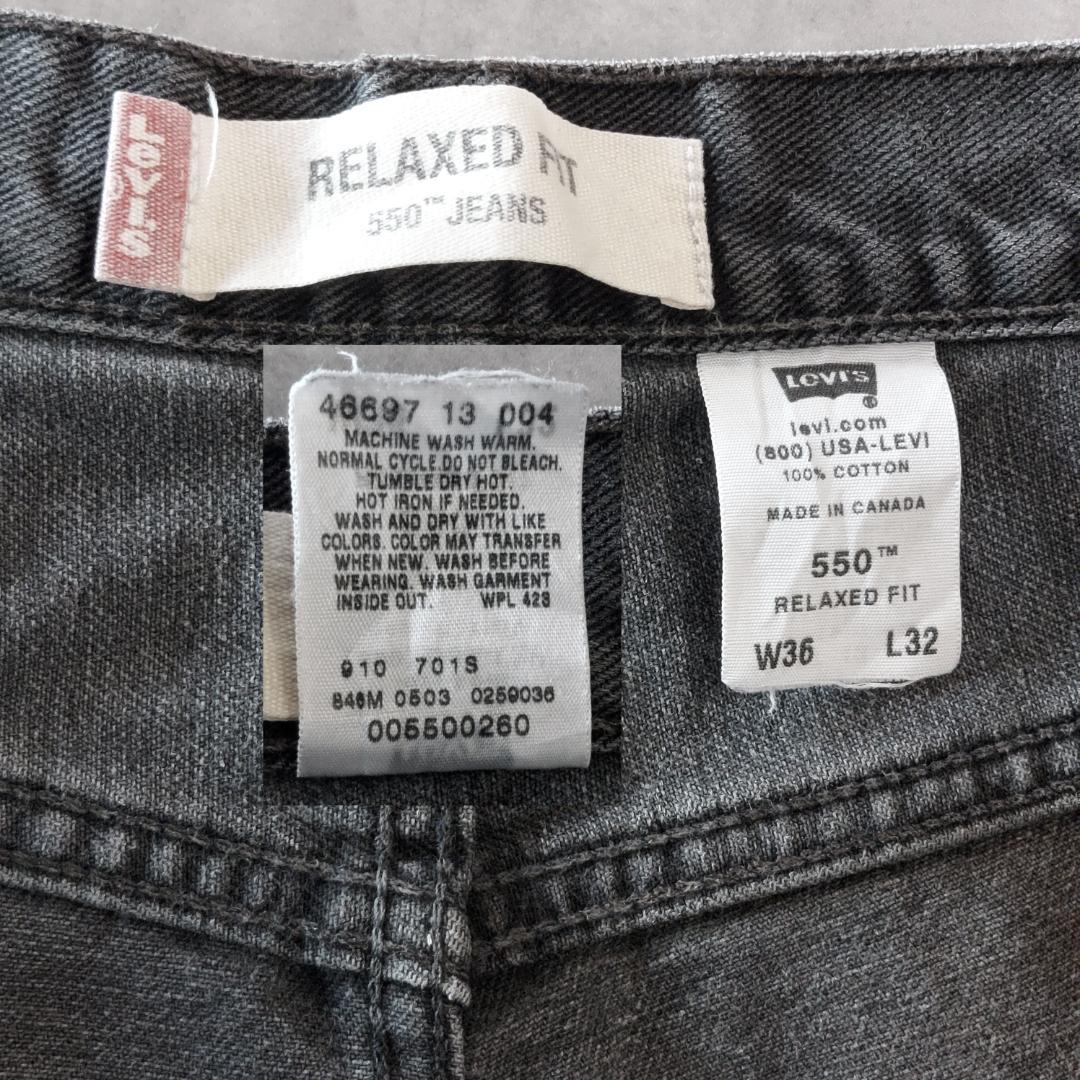 Levi's
RELAXED FIT
550™ JEANS
46697 13 004
MACHINE WASH WARM.
NORMAL CYCLE.DO NOT BLEACH.
TUMBLE DRY HOT.
HOT IRON IF NEEDED.
WASH AND DRY WITH LIKE
COLORS. COLOR MAY TRANSFER
WHEN NEW. WASH BEFORE
WEARING. WASH GARMENT
INSIDE OUT. WPL 423
910 701S
846M 0503 0259036
005500260
LEVI'S®
levi.com
(800) USA-LEVI
100% COTTON
MADE IN CANADA
550™
RELAXED FIT
W36 L32